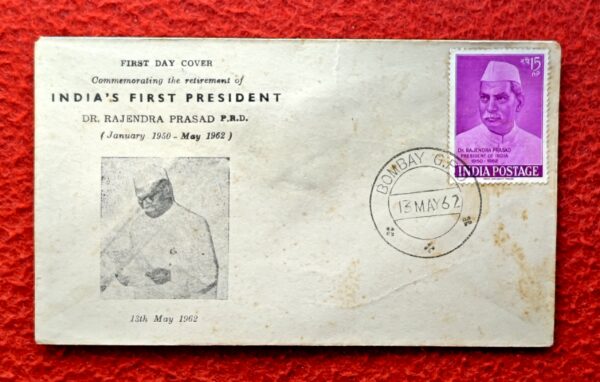 FIRST DAY COVER
Commemorating the retirement of
INDIA'S FIRST PRESIDENT
DR. RAJENDRA PRASAD P.R.D.
( January 1950 - May 1962 )
13th May 1962
15
DR. RAJENDRA PRASAD
PRESIDENT OF INDIA
1950-1962
INDIA POSTAGE
BOMBAY G.P.O
13 MAY 62